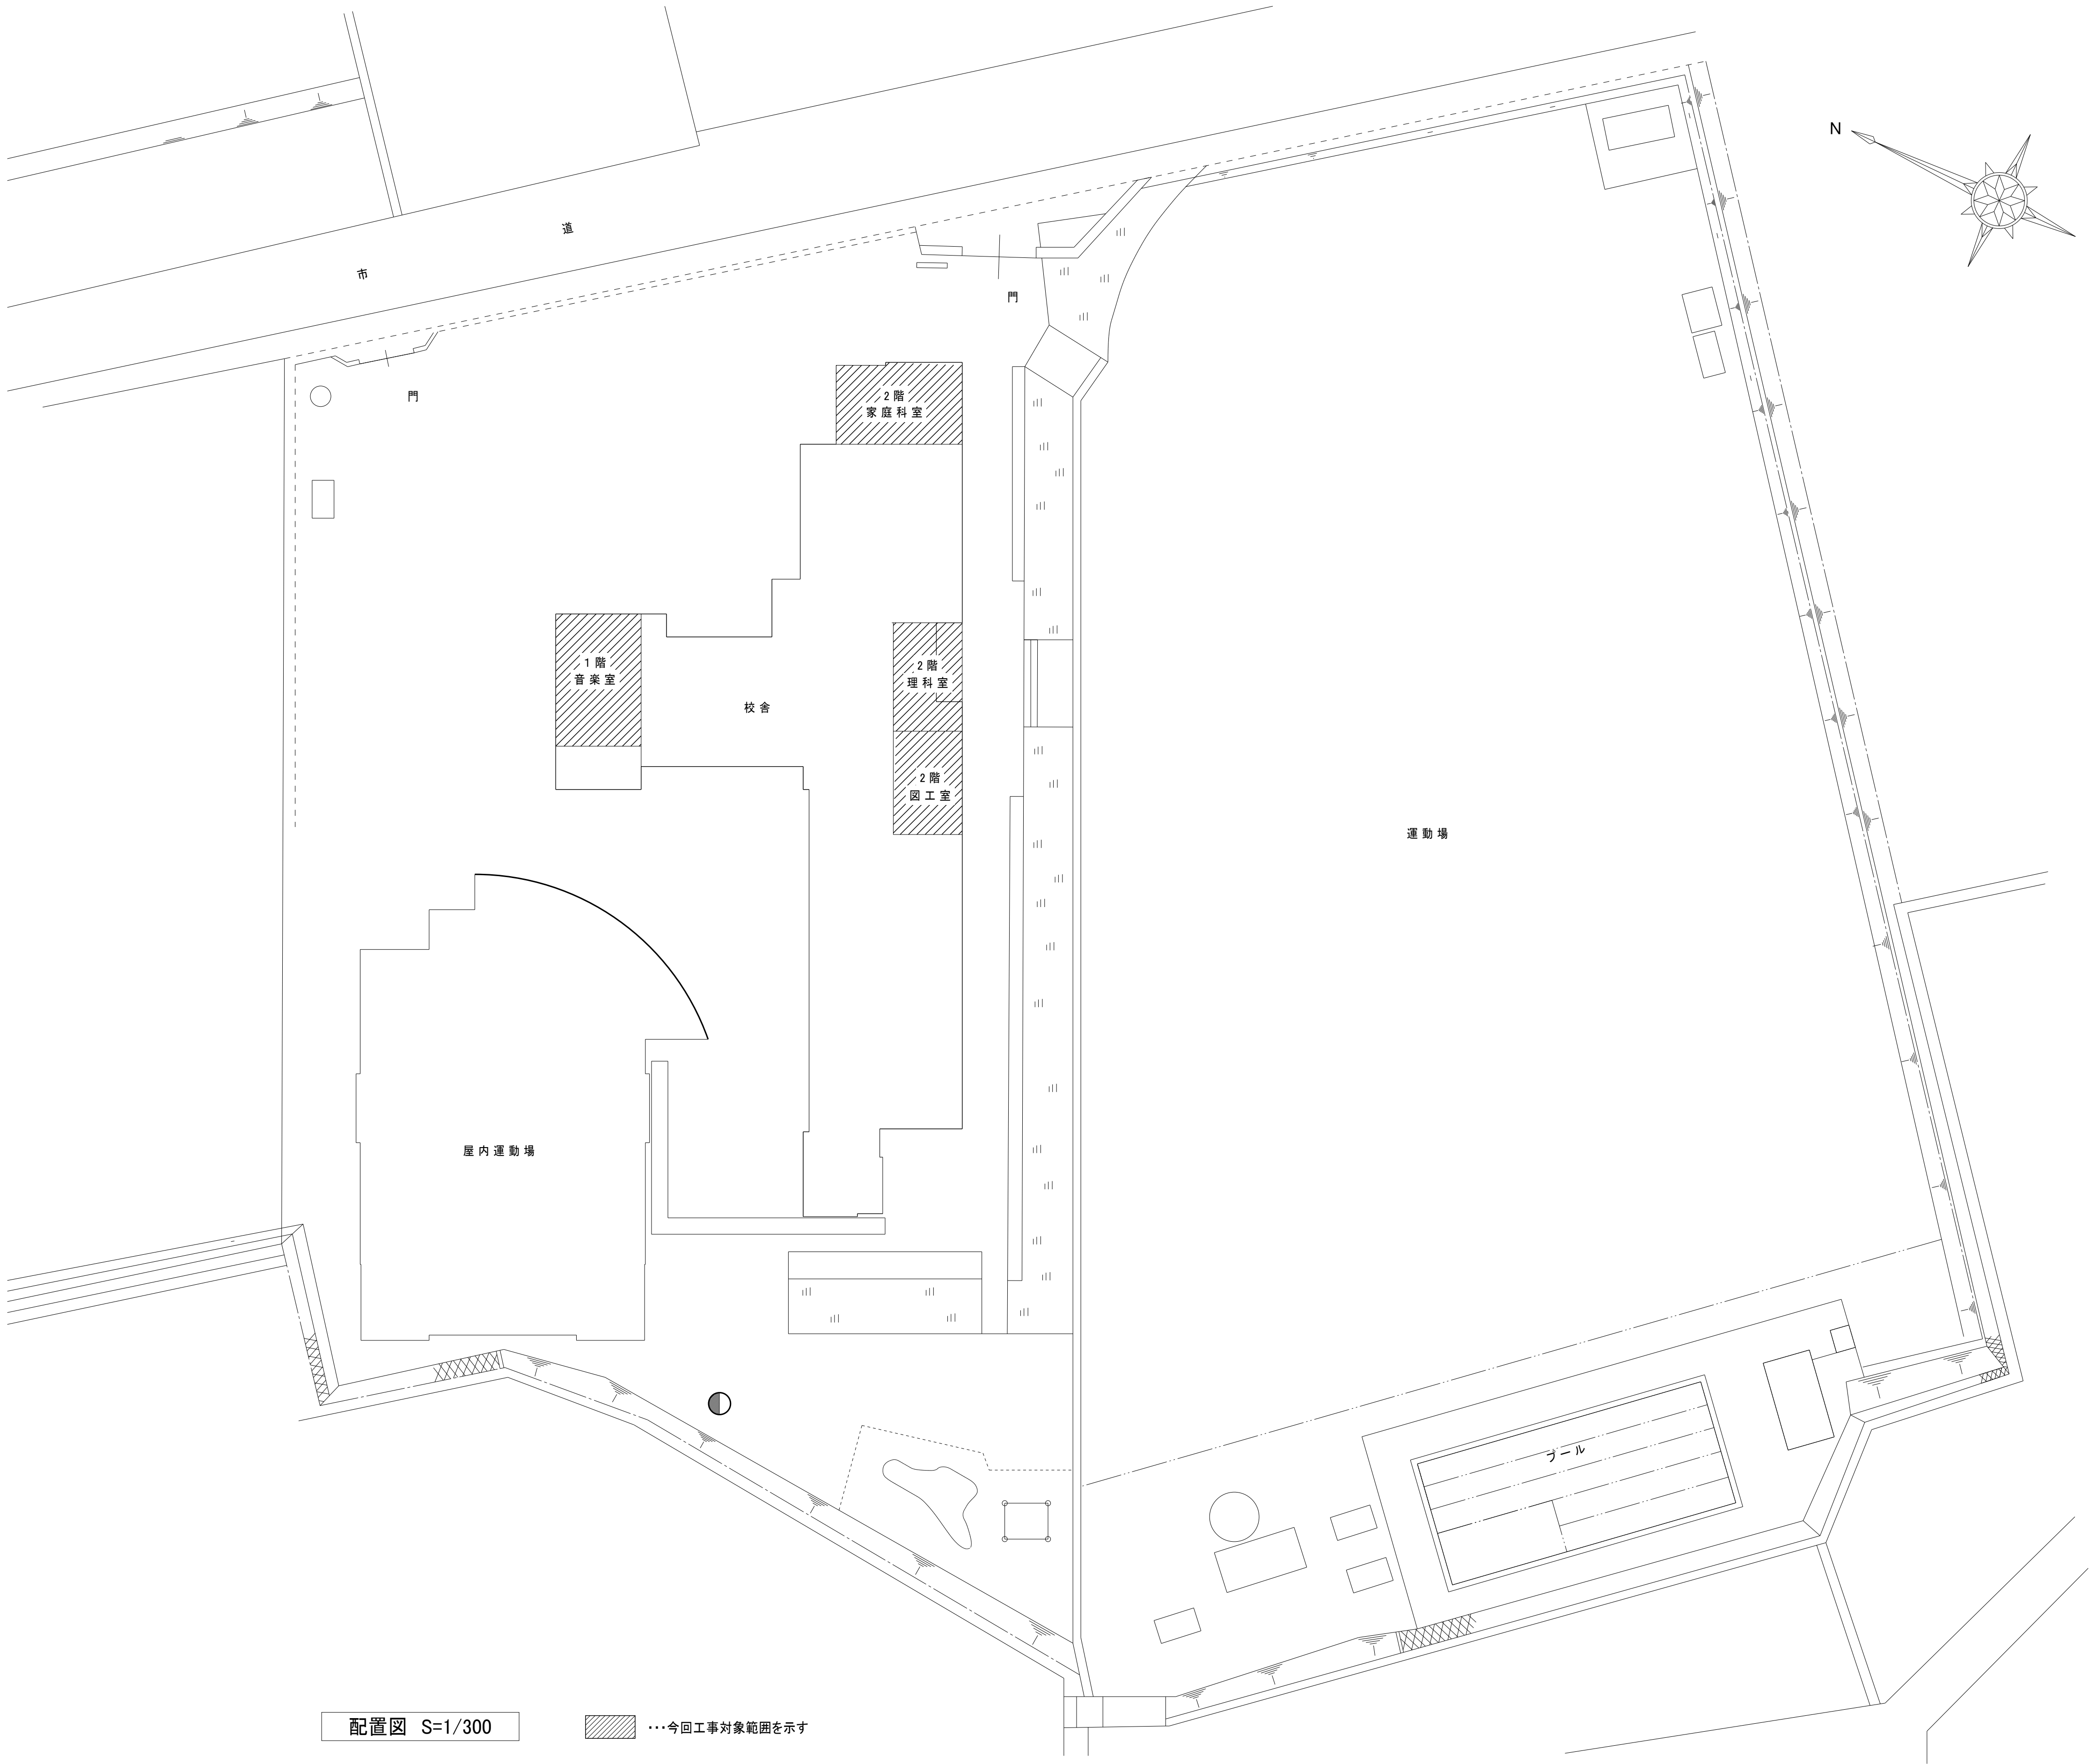 N
道
市
門
門
2階
家庭科室
1階
音楽室
2階
理科室
校舎
2階
図工室
運動場
屋内運動場
プール
配置図 S=1/300
・・・今回工事対象範囲を示す